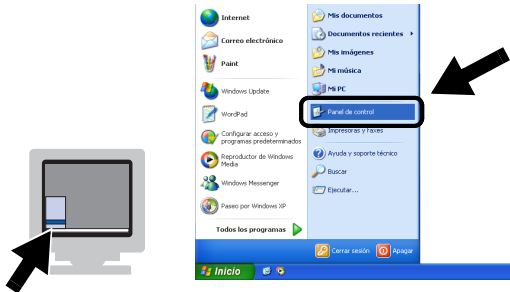 Internet
Correo electrónico
Paint
Windows Update
WordPad
Configurar acceso y
programas predeterminados
Reproductor de Windows
Media
Windows Messenger
Paseo por Windows XP
Todos los programas
Mis documentos
Documentos recientes
Mis imágenes
Mi música
Mi PC
Panel de control
Impresoras y faxes
Ayuda y soporte técnico
Buscar
Ejecutar...
Cerrar sesión
Apagar
Inicio